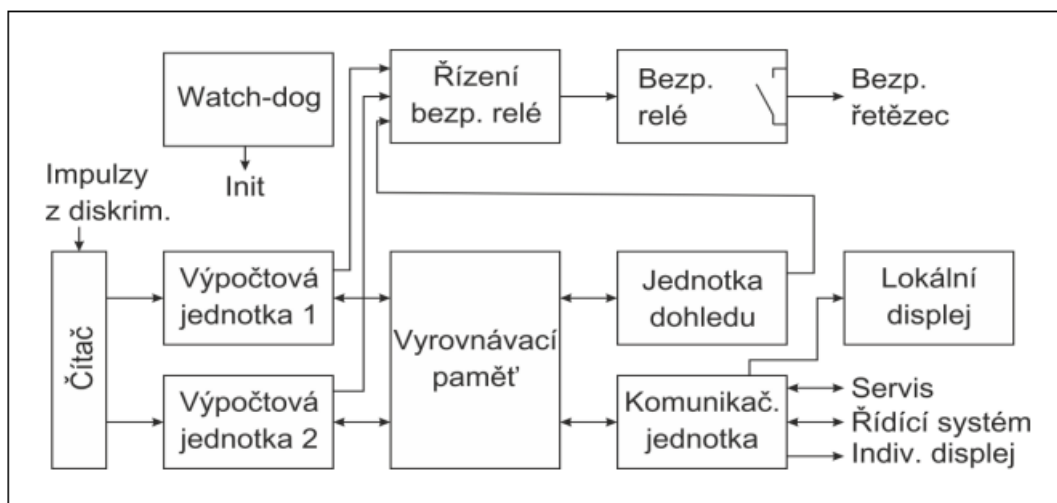 Watch-dog
Init
Řízení
bezp. relé
Bezp.
relé
Bezp.
řetězec
Impulzy
z diskrim.
Čítač
Výpočtová
jednotka 1
Výpočtová
jednotka 2
Vyrovnávací
paměť
Jednotka
dohledu
Lokální
displej
Komunikač.
jednotka
Servis
Řídící systém
Indiv. displej